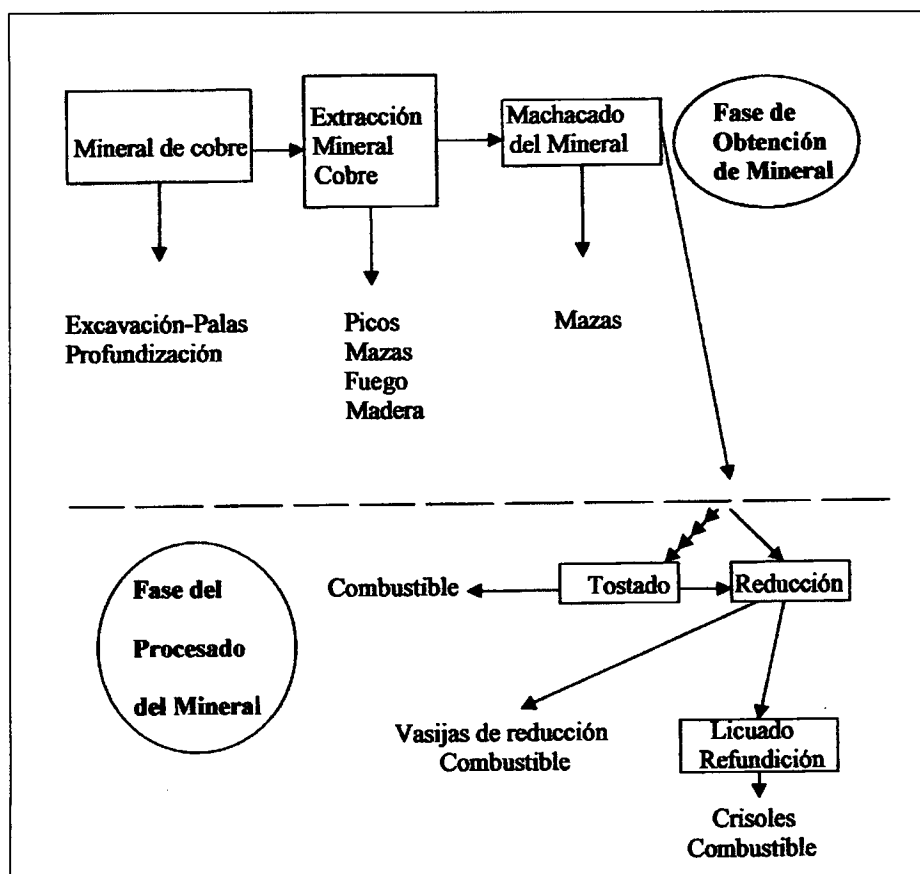 Mineral de cobre
Extracción
Mineral
Cobre
Machacado
del Mineral
Fase de
Obtención
de Mineral
Excavación-Palas
Profundización
Picos
Mazas
Fuego
Madera
Mazas
Fase del
Procesado
del Mineral
Combustible
Tostado
Reducción
Vasijas de reducción
Combustible
Licuado
Refundición
Crisoles
Combustible